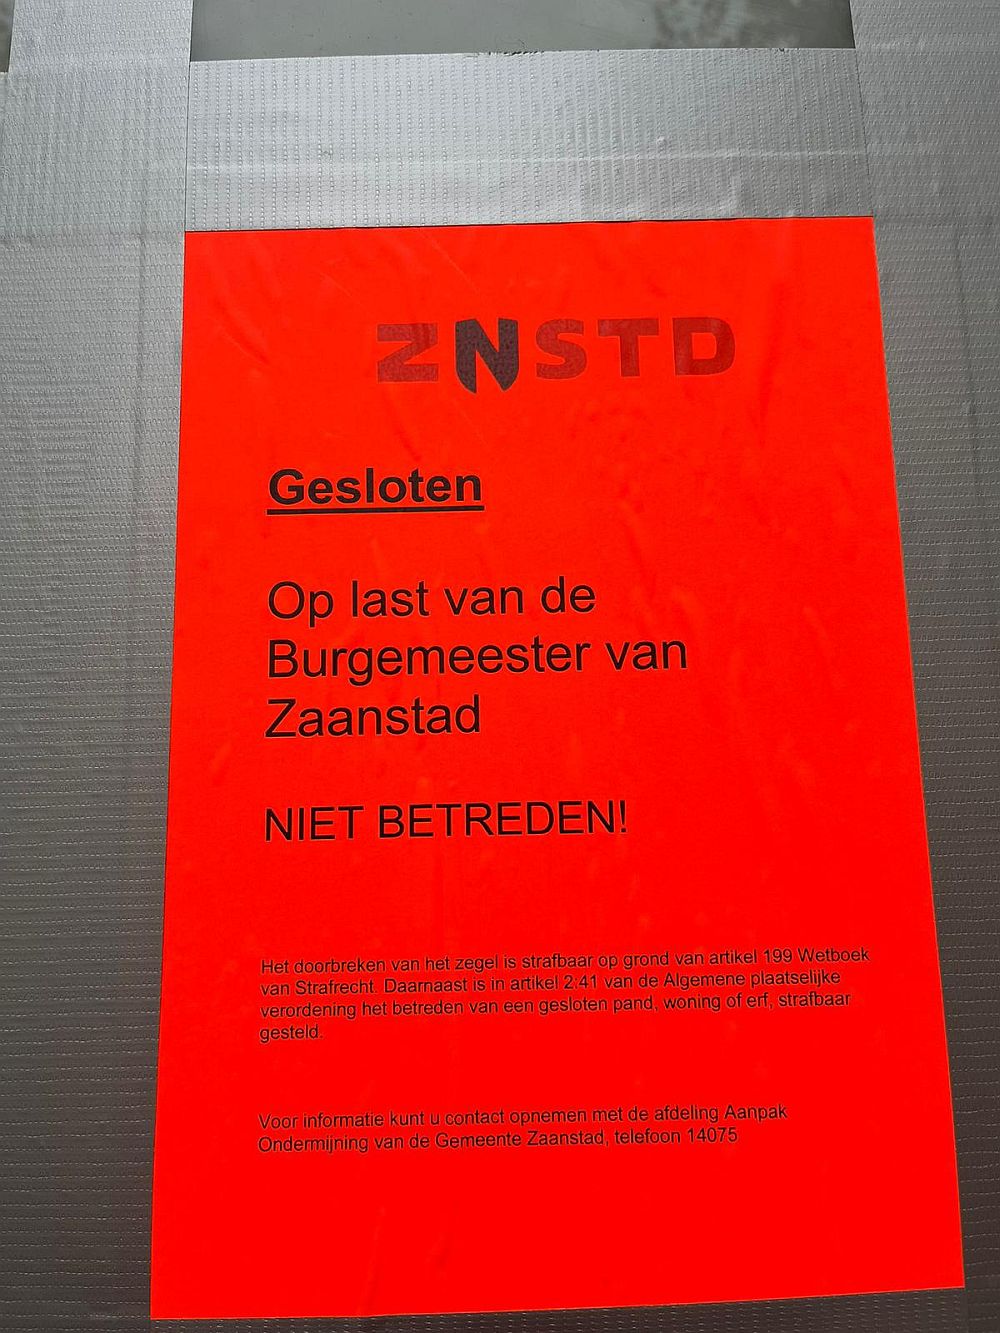 ZNSTD
Gesloten
Op last van de
Burgemeester van
Zaanstad
NIET BETREDEN!
Het doorbreken van het zegel is strafbaar op grond van artikel 199 Wetboek
van Strafrecht. Daarnaast is in artikel 2:41 van de Algemene plaatselijke
verordening het betreden van een gesloten pand, woning of erf, strafbaar
gesteld.
Voor informatie kunt u contact opnemen met de afdeling Aanpak
Ondermijning van de Gemeente Zaanstad, telefoon 14075